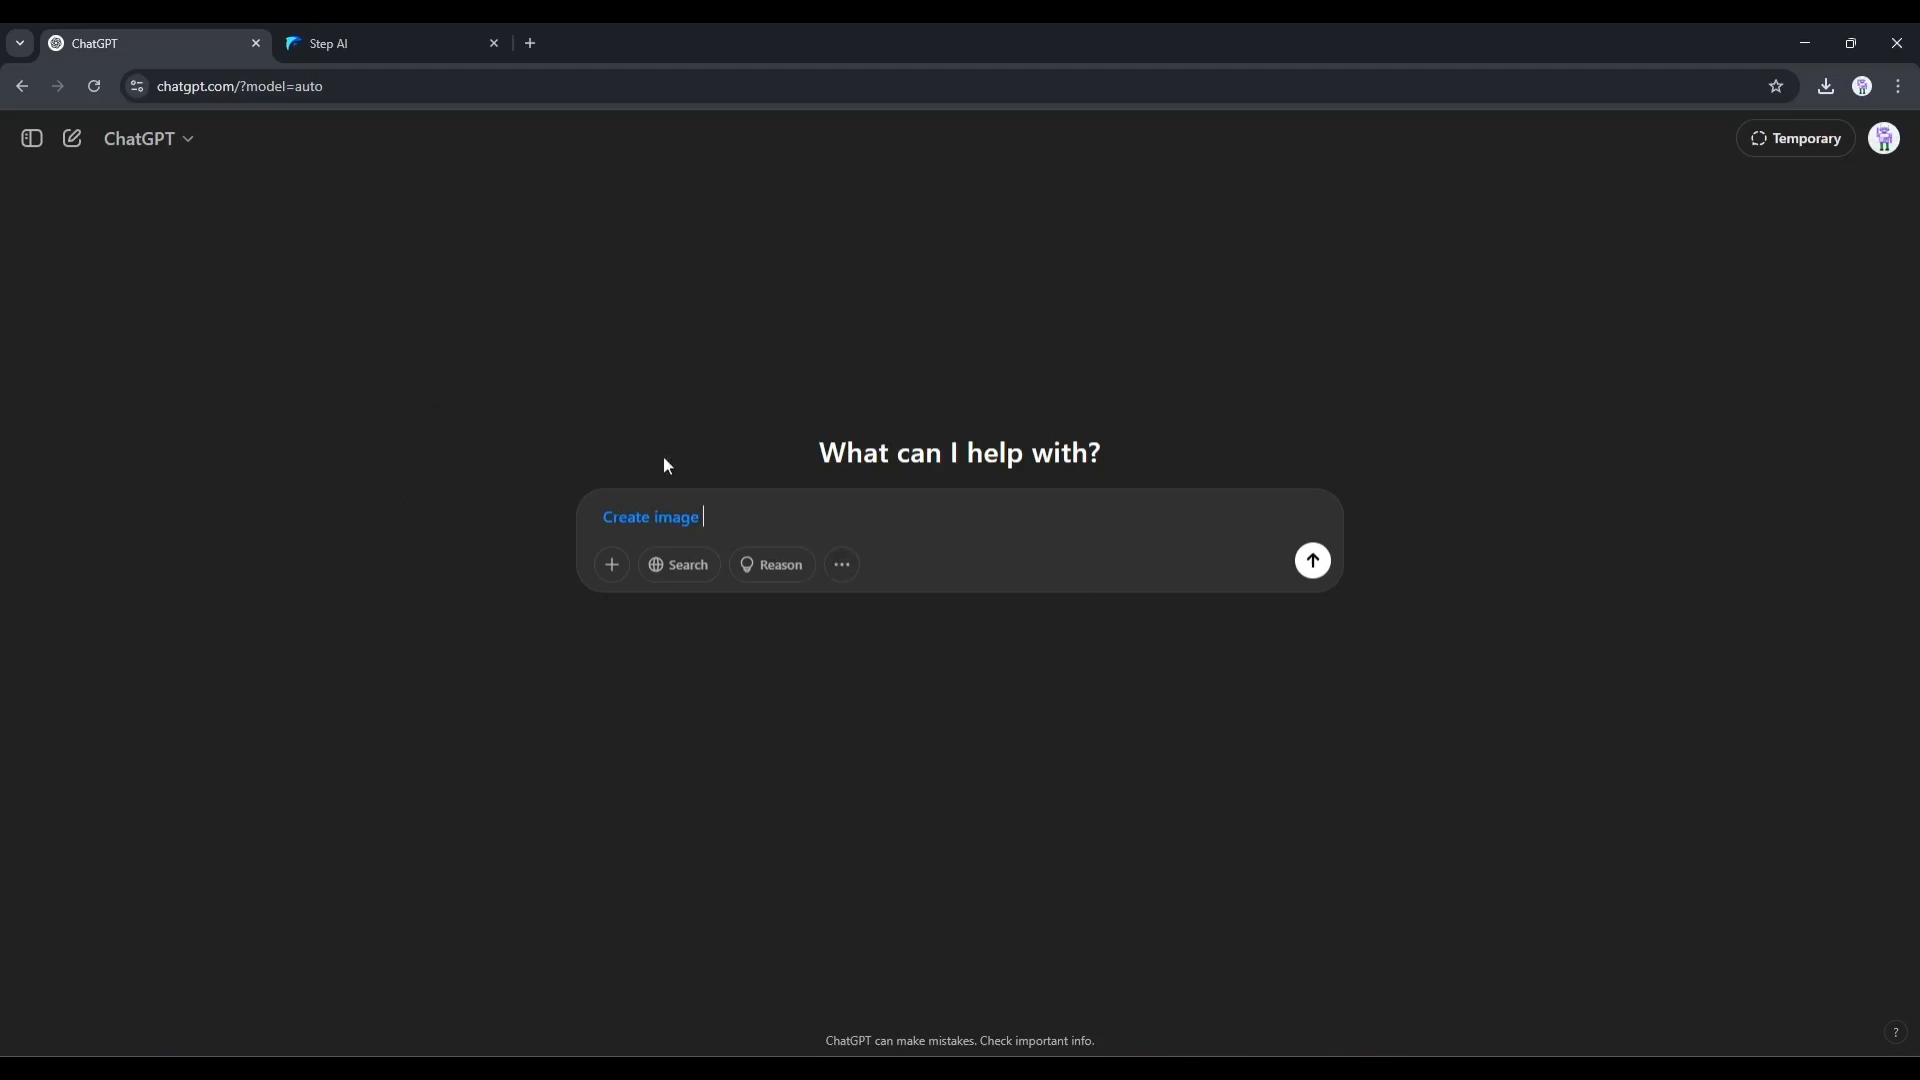 ChatGPT
Step AI
chatgpt.com/?model=auto
ChatGPT
Temporary
What can I help with?
Create image
Search
Reason
ChatGPT can make mistakes. Check important info.
?